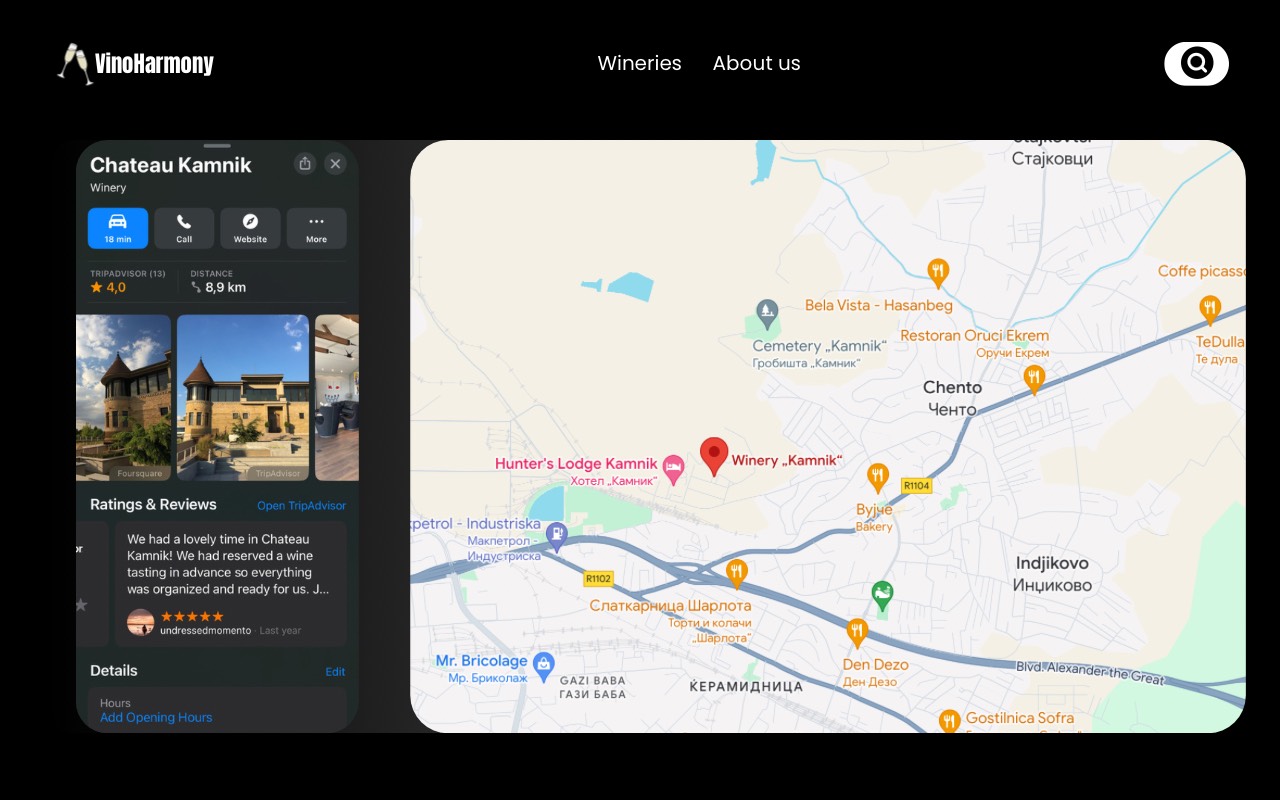 VinoHarmony
Wineries
About us
Chateau Kamnik
Winery
18 min
Call
Website
More
TRIPADVISOR (13)
DISTANCE
4,0
8,9 km
Foursquare
TripAdvisor
Ratings & Reviews
Open TripAdvisor
or
We had a lovely time in Chateau
Kamnik! We had reserved a wine
tasting in advance so everything
was organized and ready for us. J...
undressedmomento · Last year
Details
Edit
Hours
Add Opening Hours
Стајковци
Coffe picasso
Bela Vista - Hasanbeg
Restoran Oruci Ekrem
Оручи Екрем
TeDulla
Те дула
Cemetery „Kamnik“
Гробишта „Камник“
Chento
Ченто
Hunter's Lodge Kamnik
Хотел „Камник“
Winery „Kamnik“
R1104
Вујче
Bakery
kpetrol - Industriska
Макпетрол -
Индустриска
R1102
Indjikovo
Инџиково
Слаткарница Шарлота
Торти и колачи
„Шарлота“
Den Dezo
Ден Дезо
Blvd. Alexander the Great
Mr. Bricolage
Мр. Бриколаж
GAZI BABA
ГАЗИ БАБА
ЌЕРАМИДНИЦА
Gostilnica Sofra